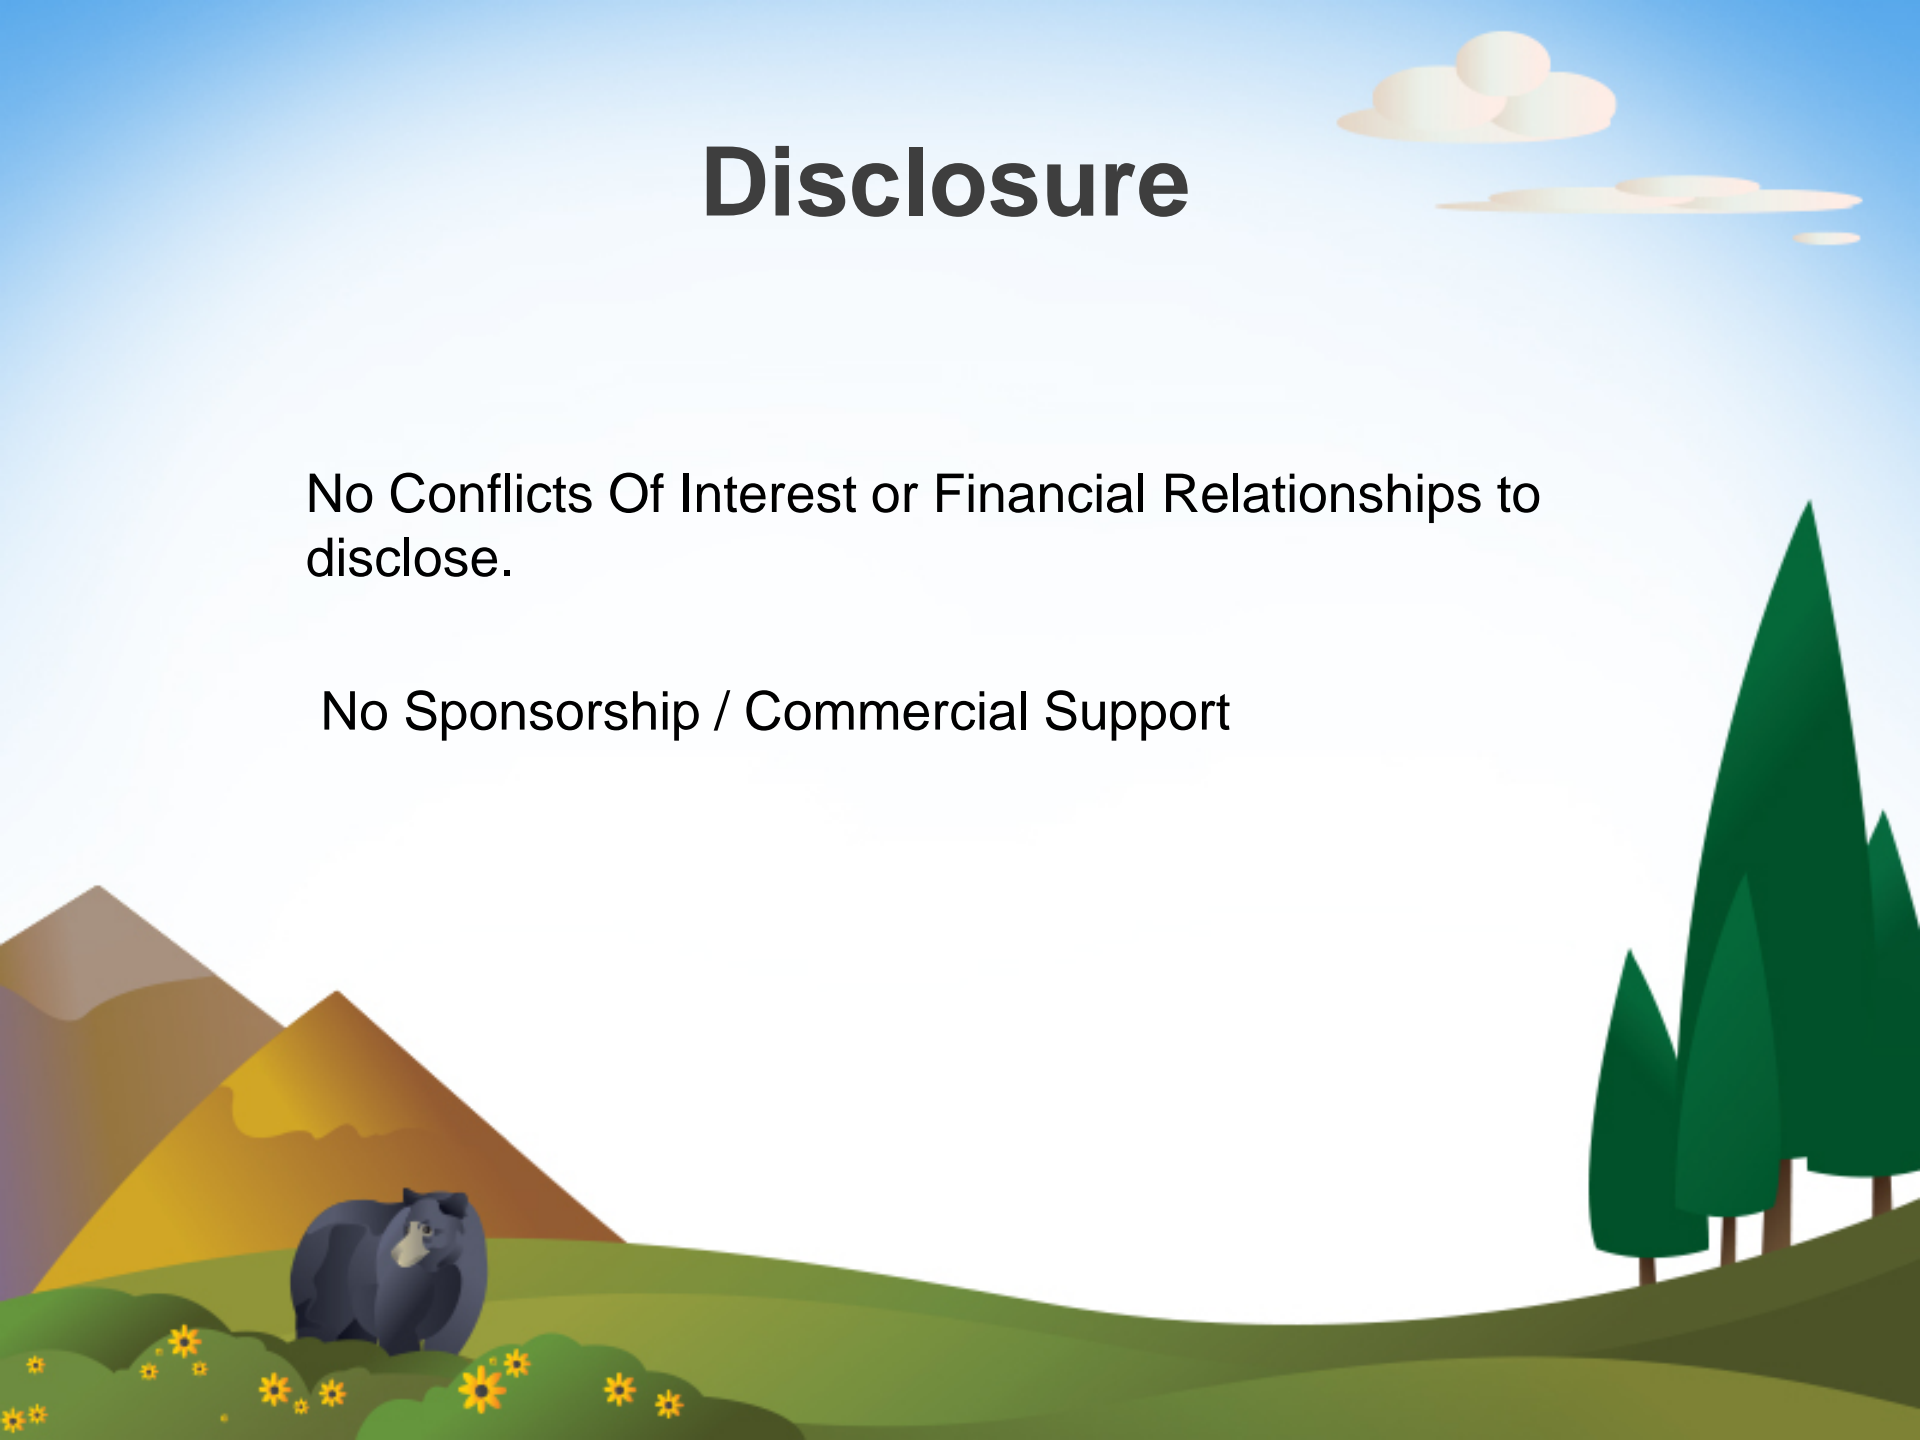 Disclosure
No Conflicts Of Interest or Financial Relationships to
disclose.
No Sponsorship / Commercial Support